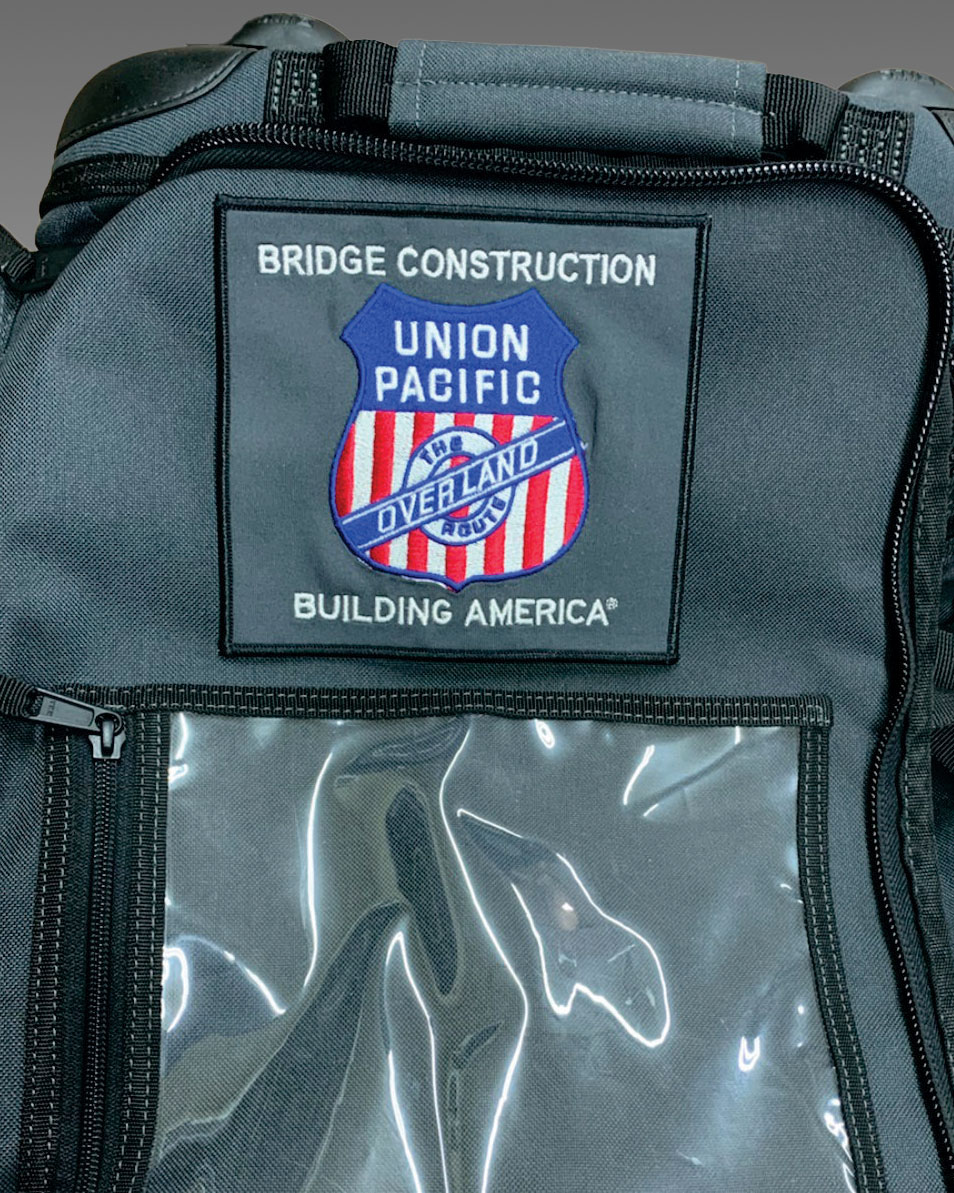 BRIDGE CONSTRUCTION
UNION
PACIFIC
THE
OVERLAND
ROUTE
BUILDING AMERICA®